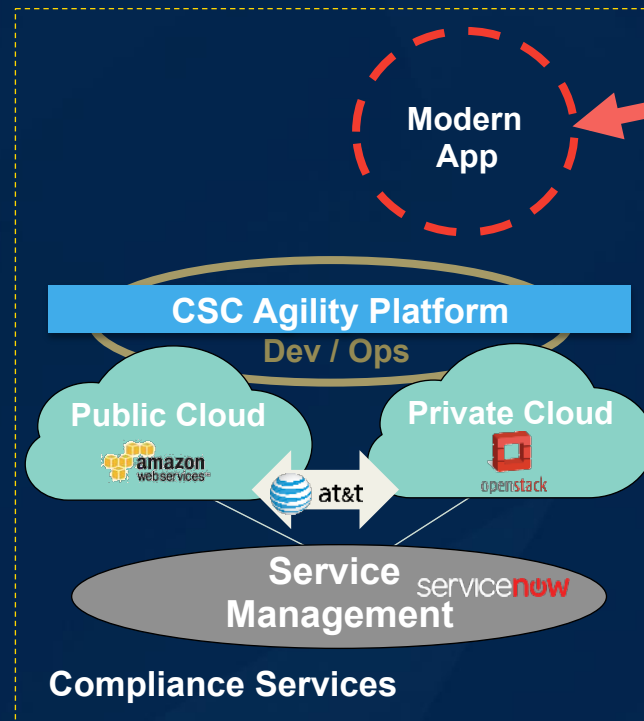 Modern
App
CSC Agility Platform
Dev / Ops
Public Cloud
amazon
webservices
Private Cloud
openstack
at&t
Service
Management
servicenow
Compliance Services